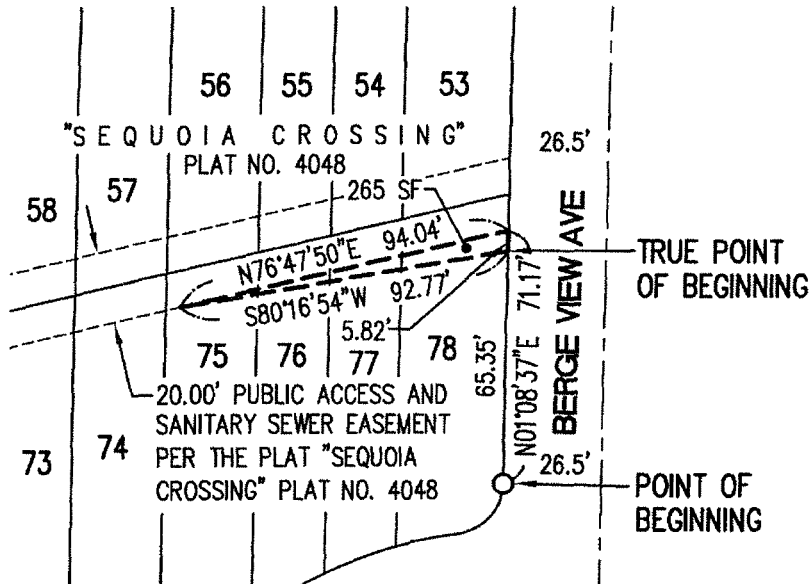 56
55
54
53
"SEQUOIA CROSSING"
PLAT NO. 4048
26.5'
57
265 SF
58
N76°47'50"E 94.04'
S80°16'54"W 92.77'
5.82'
TRUE POINT
OF BEGINNING
BERGE VIEW AVE
N01°08'37"E 71.17'
65.35'
75
76
77
78
20.00' PUBLIC ACCESS AND
SANITARY SEWER EASEMENT
PER THE PLAT "SEQUOIA
CROSSING" PLAT NO. 4048
73
74
26.5'
POINT OF
BEGINNING